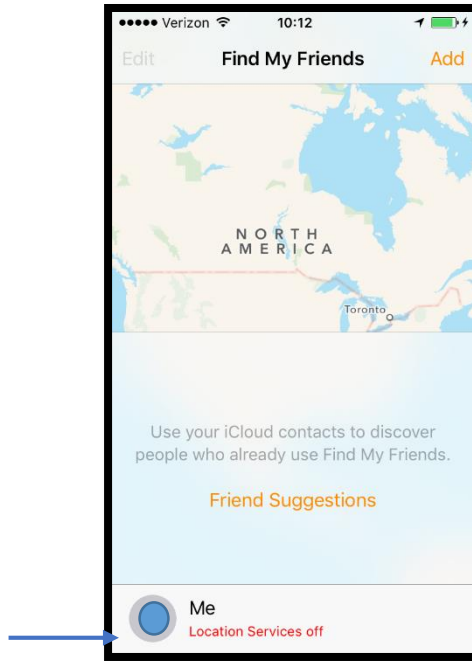 Verizon 10:12
Edit Find My Friends Add
NORTH
AMERICA
Toronto
Use your iCloud contacts to discover
people who already use Find My Friends.
Friend Suggestions
Me
Location Services off